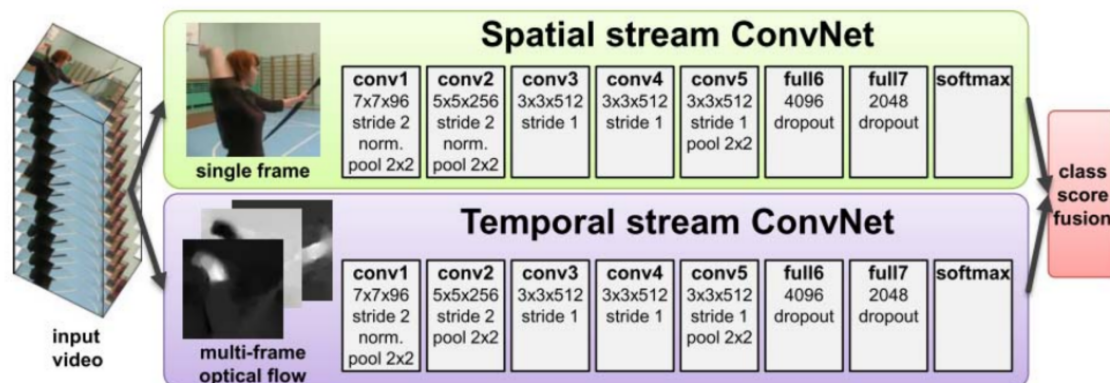 Spatial stream ConvNet
conv1
7x7x96
stride 2
norm.
pool 2x2
conv2
5x5x256
stride 2
norm.
pool 2x2
conv3
3x3x512
stride 1
conv4
3x3x512
stride 1
conv5
3x3x512
stride 1
pool 2x2
full6
4096
dropout
full7
2048
dropout
softmax
single frame
Temporal stream ConvNet
conv1
7x7x96
stride 2
norm.
pool 2x2
conv2
5x5x256
stride 2
pool 2x2
conv3
3x3x512
stride 1
conv4
3x3x512
stride 1
conv5
3x3x512
stride 1
pool 2x2
full6
4096
dropout
full7
2048
dropout
softmax
multi-frame
optical flow
input
video
class
score
fusion